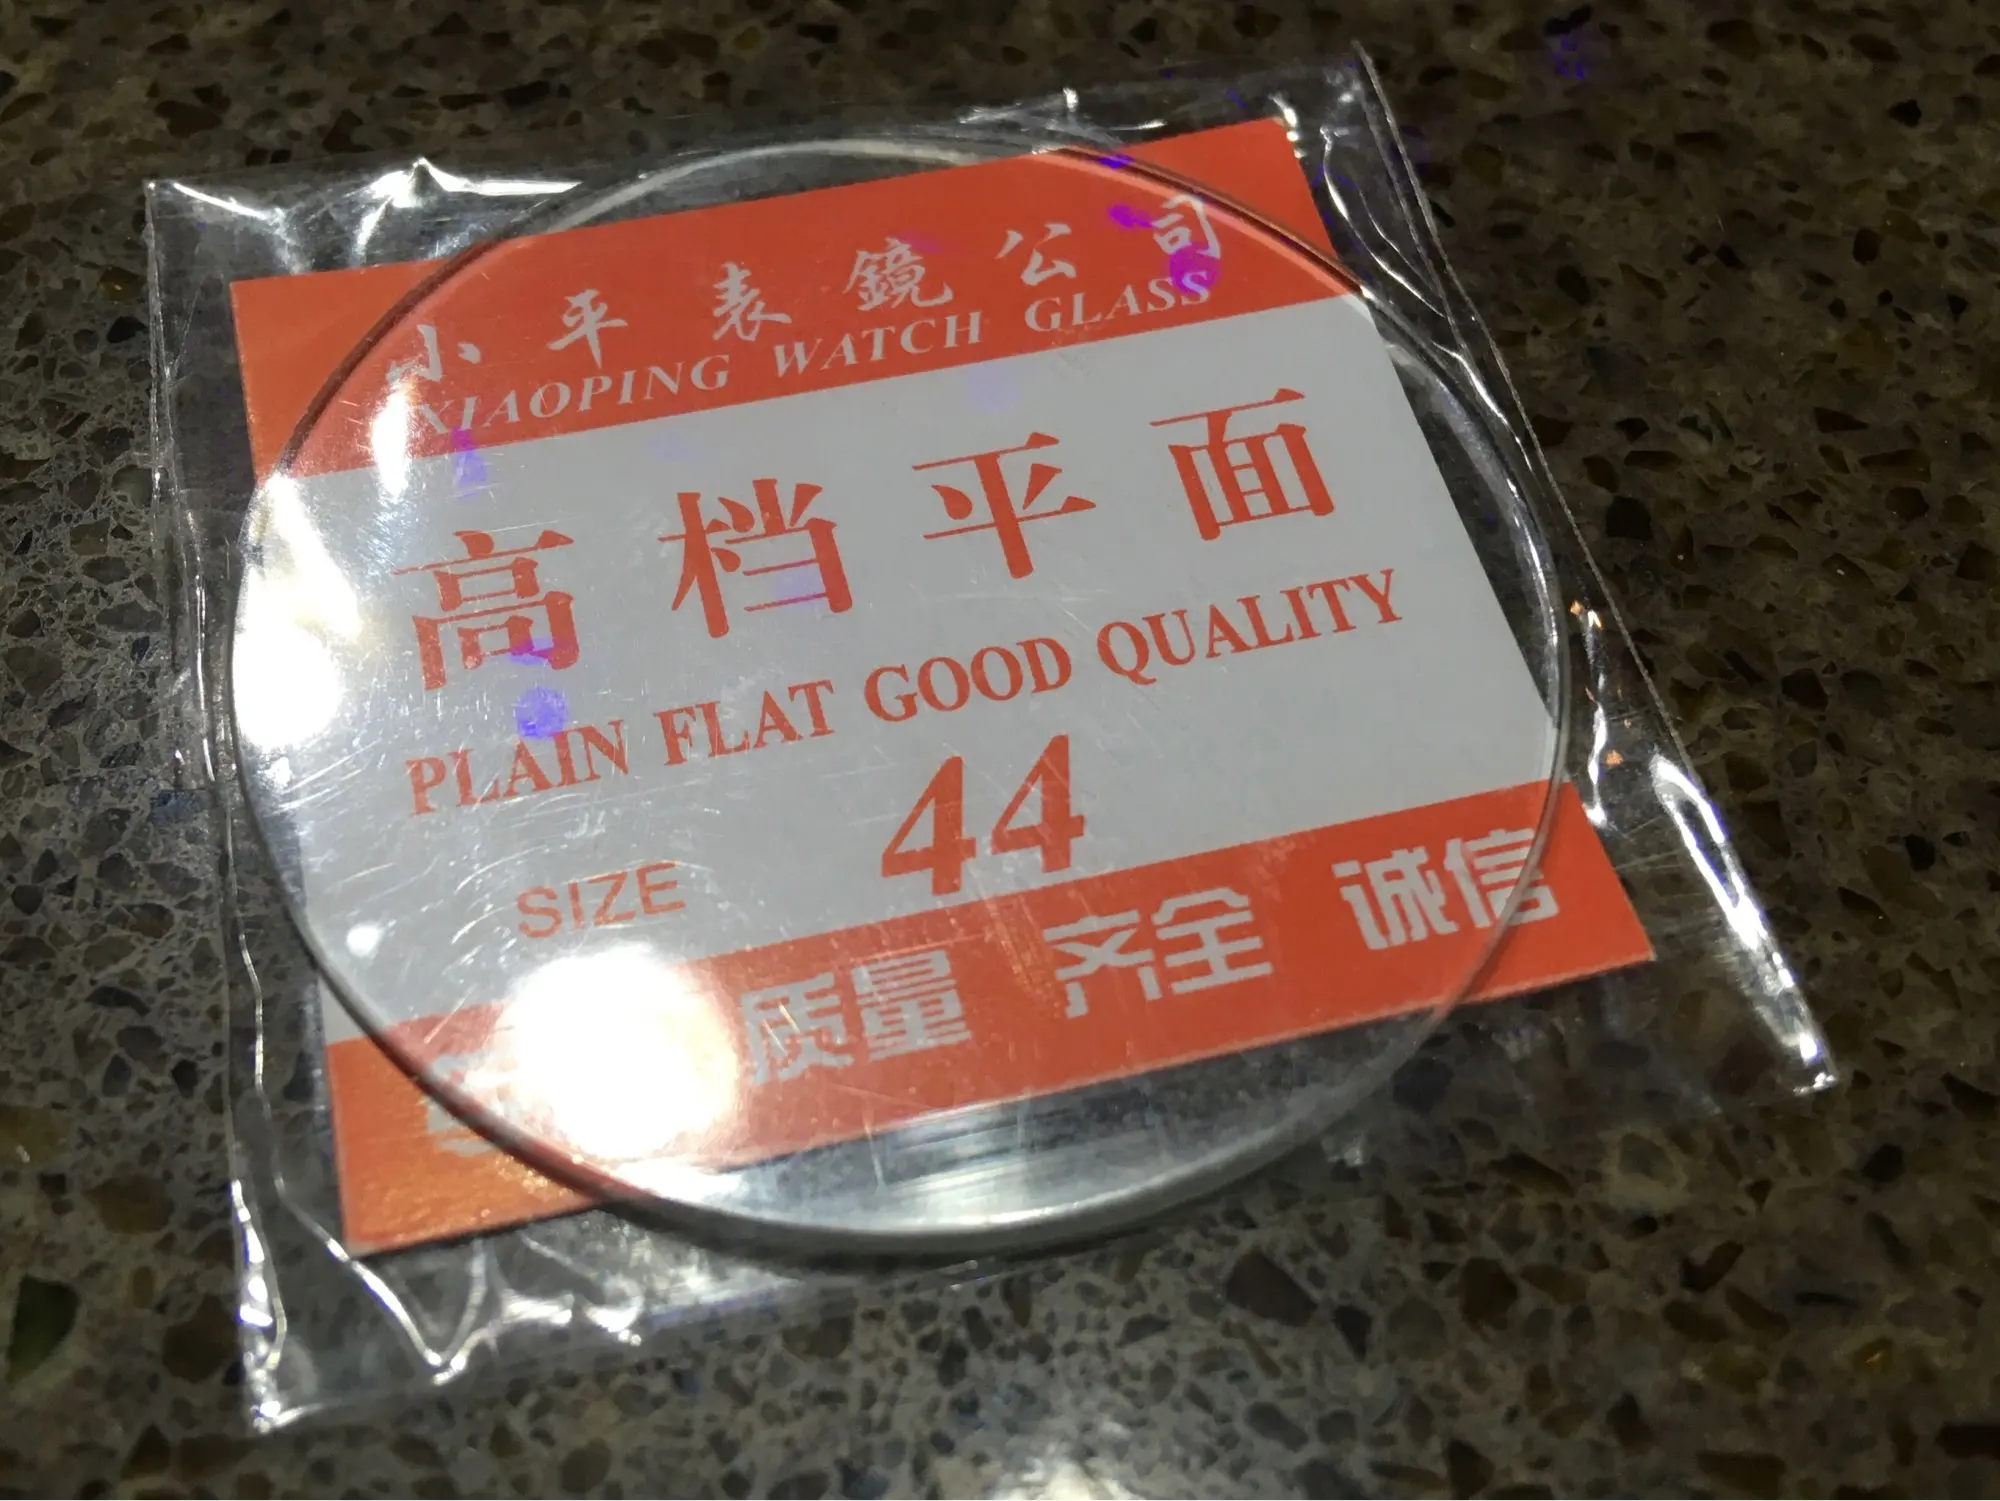 小平表鏡公司
XIAOPING WATCH GLASS
高档平面
PLAIN FLAT GOOD QUALITY
SIZE 44
质量 齐全 诚信